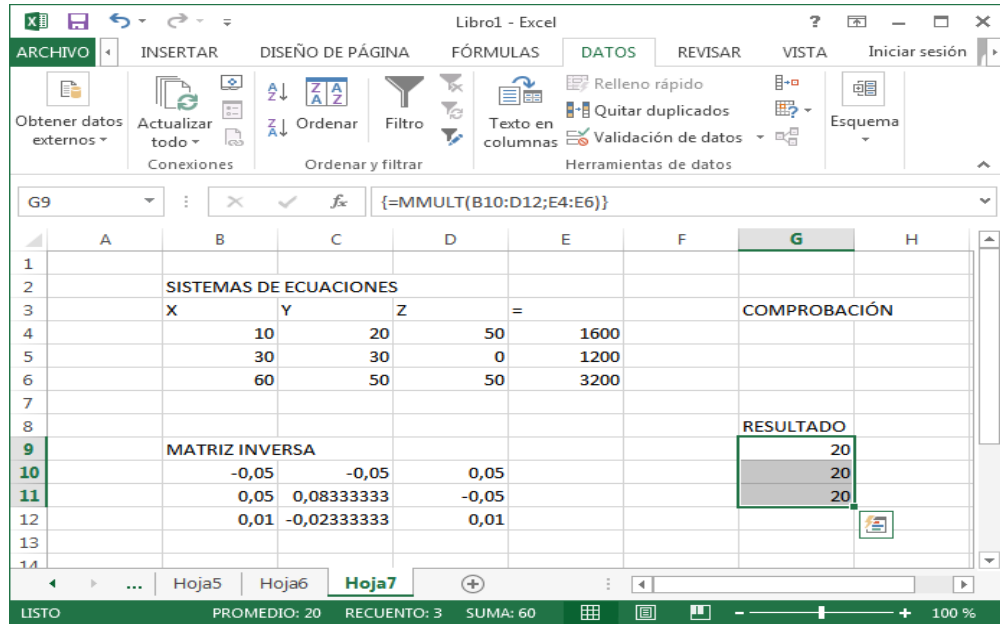 Libro1 - Excel
ARCHIVO INSERTAR DISEÑO DE PÁGINA FÓRMULAS DATOS REVISAR VISTA Iniciar sesión
Obtener datos externos
Actualizar todo
Conexiones
Ordenar
Filtro
Ordenar y filtrar
Texto en columnas
Relleno rápido
Quitar duplicados
Validación de datos
Herramientas de datos
Esquema
G9 fx {=MMULT(B10:D12;E4:E6)}
A B C D E F G H
1
2 SISTEMAS DE ECUACIONES
3 X Y Z = COMPROBACIÓN
4 10 20 50 1600
5 30 30 0 1200
6 60 50 50 3200
7
8 RESULTADO
9 MATRIZ INVERSA 20
10 -0,05 -0,05 0,05 20
11 0,05 0,08333333 -0,05 20
12 0,01 -0,02333333 0,01
13
14
... Hoja5 Hoja6 Hoja7
LISTO PROMEDIO: 20 RECUENTO: 3 SUMA: 60 100 %